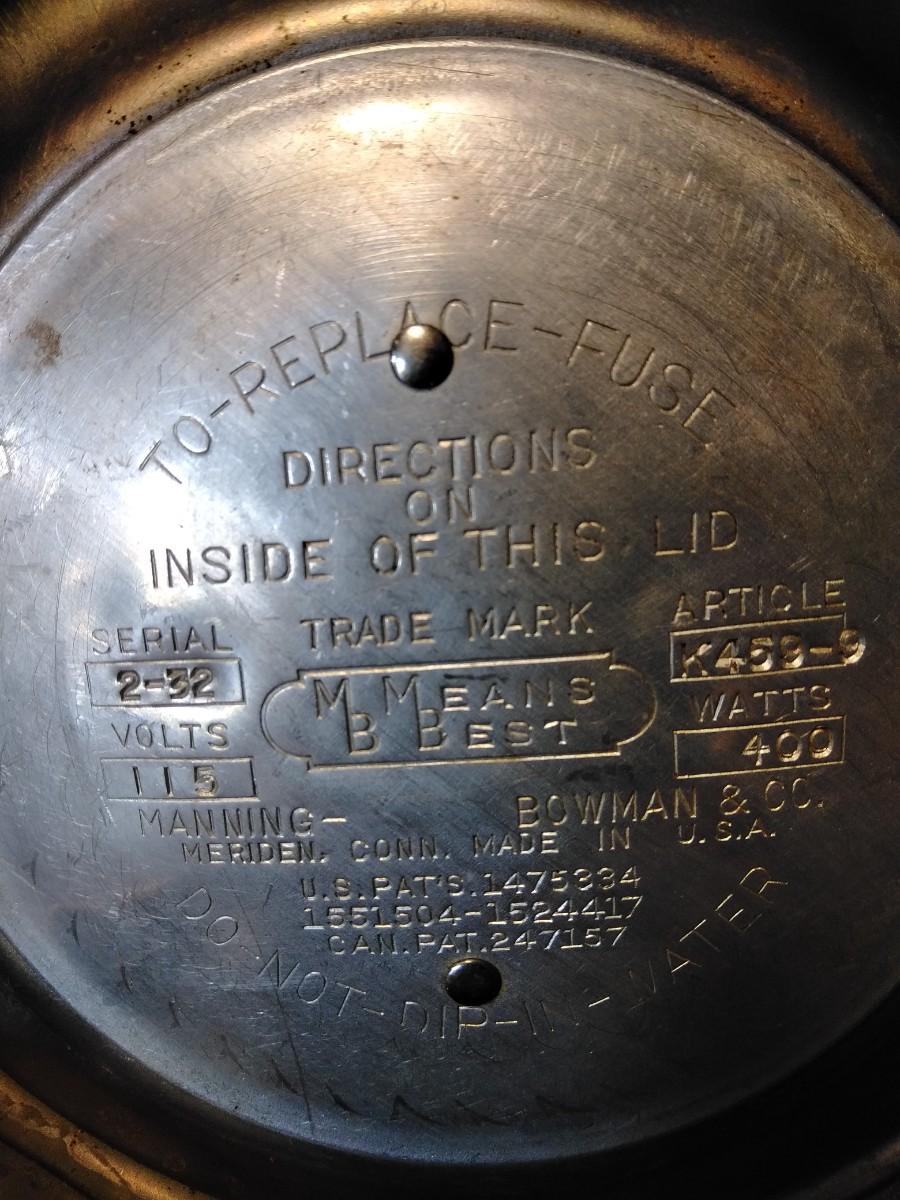 TO-REPLACE-FUSE
DIRECTIONS
ON
INSIDE OF THIS LID
SERIAL TRADE MARK ARTICLE
2-32 M MEANS K459-9
B BEST WATTS
VOLTS 400
115
MANNING- BOWMAN & CO.
MERIDEN, CONN. MADE IN U.S.A.
U.S.PAT'S.1475334
1551504-1524417
CAN.PAT.247157
DO-NOT-DIP-IN-WATER